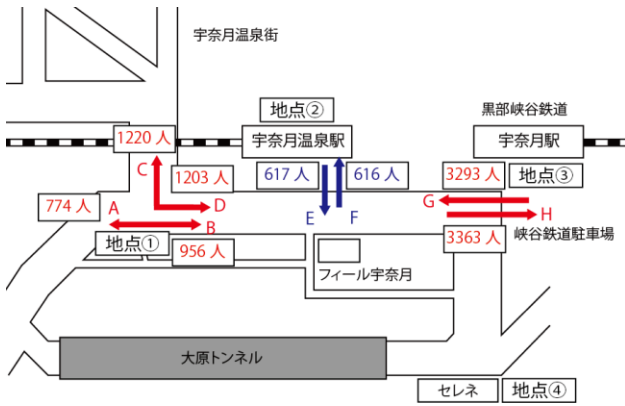 宇奈月温泉街
地点②
黒部峡谷鉄道
1220 人
宇奈月温泉駅
宇奈月駅
C
1203 人
617 人
616 人
3293 人
地点③
774 人
A
D
E
F
G
H
B
地点①
956 人
3363 人
峡谷鉄道駐車場
フィール宇奈月
大原トンネル
セレネ
地点④